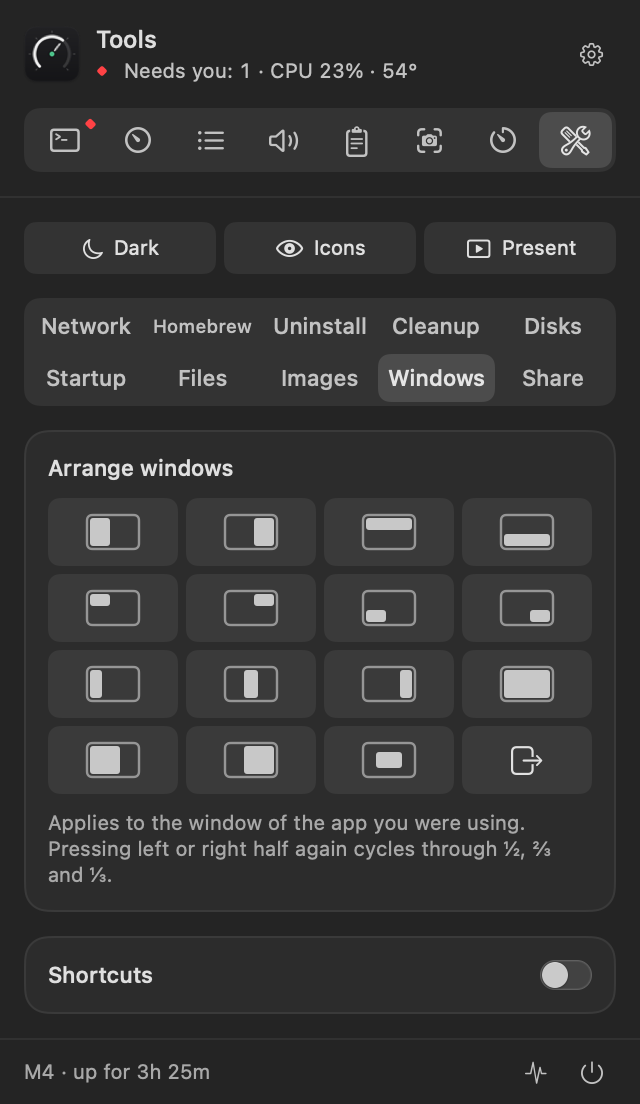 Tools
Needs you: 1 · CPU 23% · 54°
Dark
Icons
Present
Network Homebrew Uninstall Cleanup Disks
Startup Files Images Windows Share
Arrange windows
Applies to the window of the app you were using.
Pressing left or right half again cycles through ½, ⅔
and ⅓.
Shortcuts
M4 · up for 3h 25m